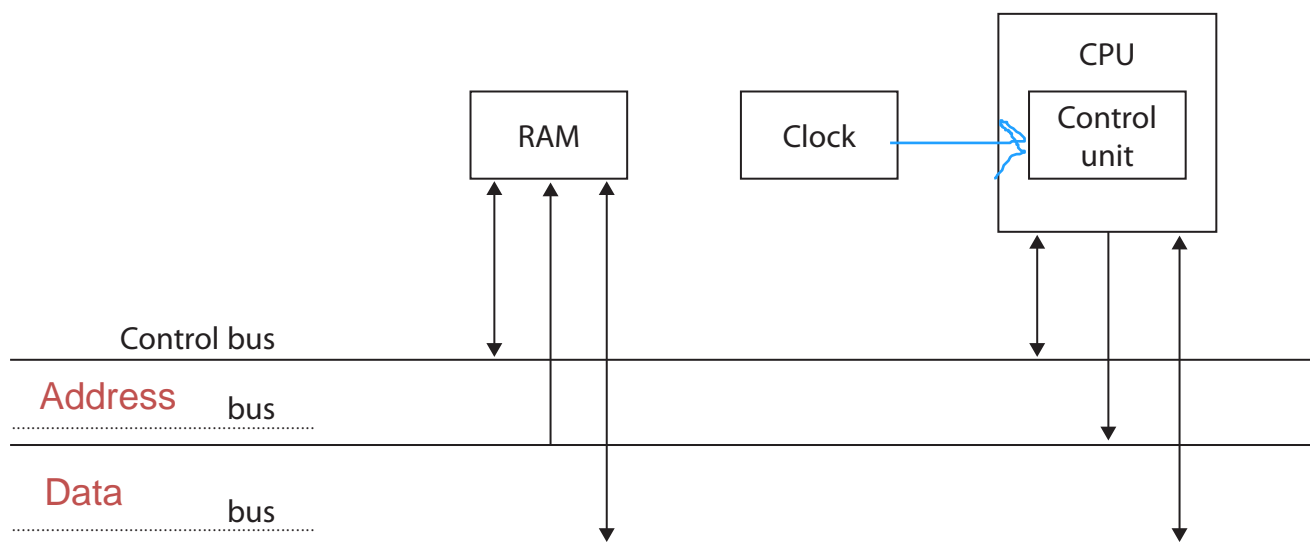 CPU
RAM
Clock
Control
unit
Control bus
Address bus
Data bus